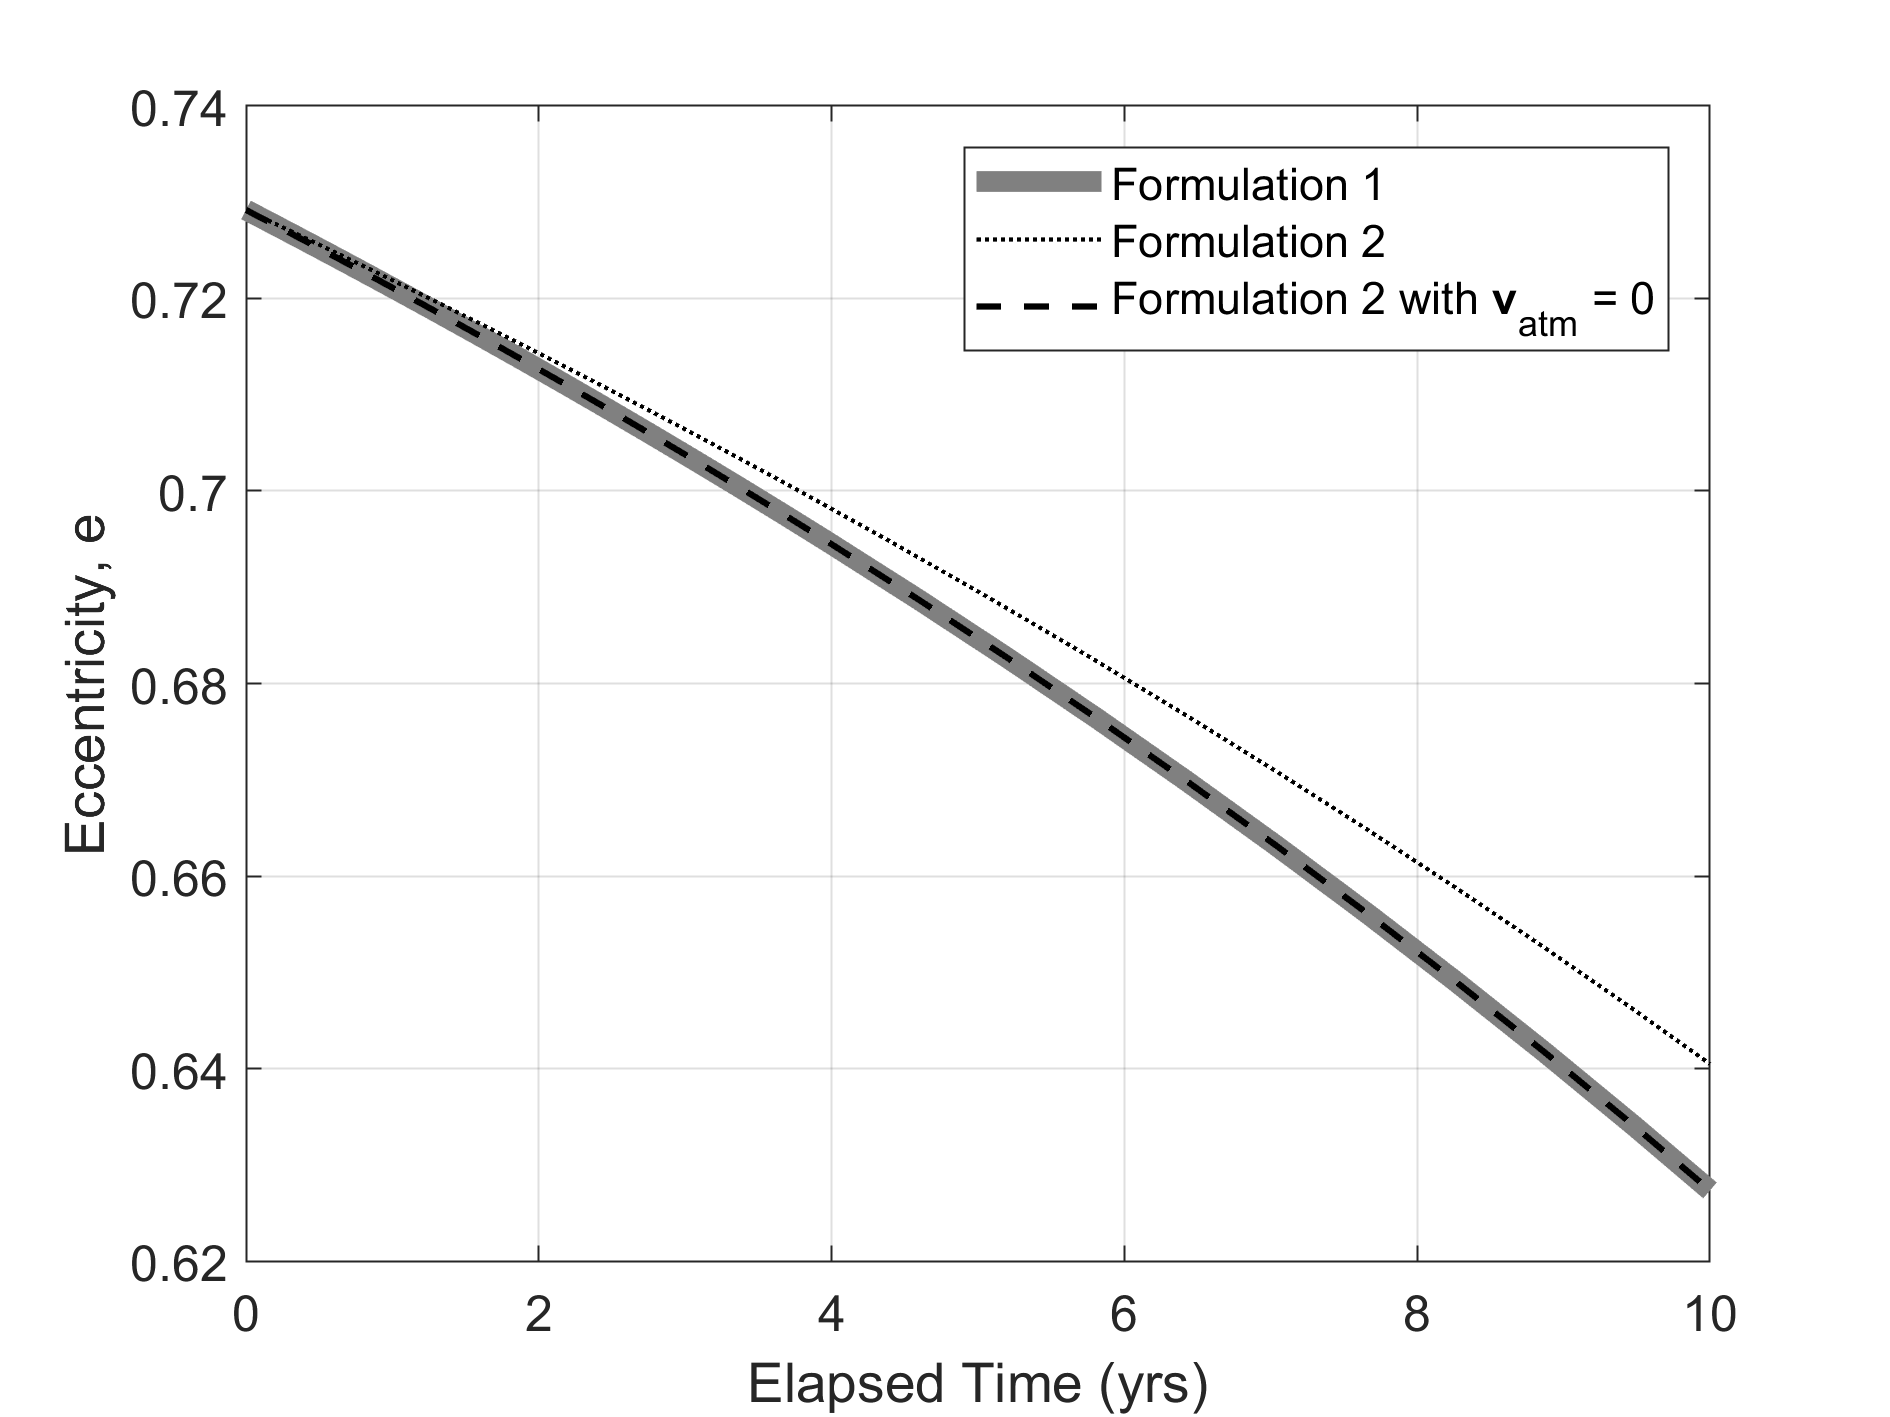 0.74
0.72
0.7
0.68
0.66
0.64
0.62
Eccentricity, e
Formulation 1
Formulation 2
Formulation 2 with v_atm = 0
0 2 4 6 8 10
Elapsed Time (yrs)